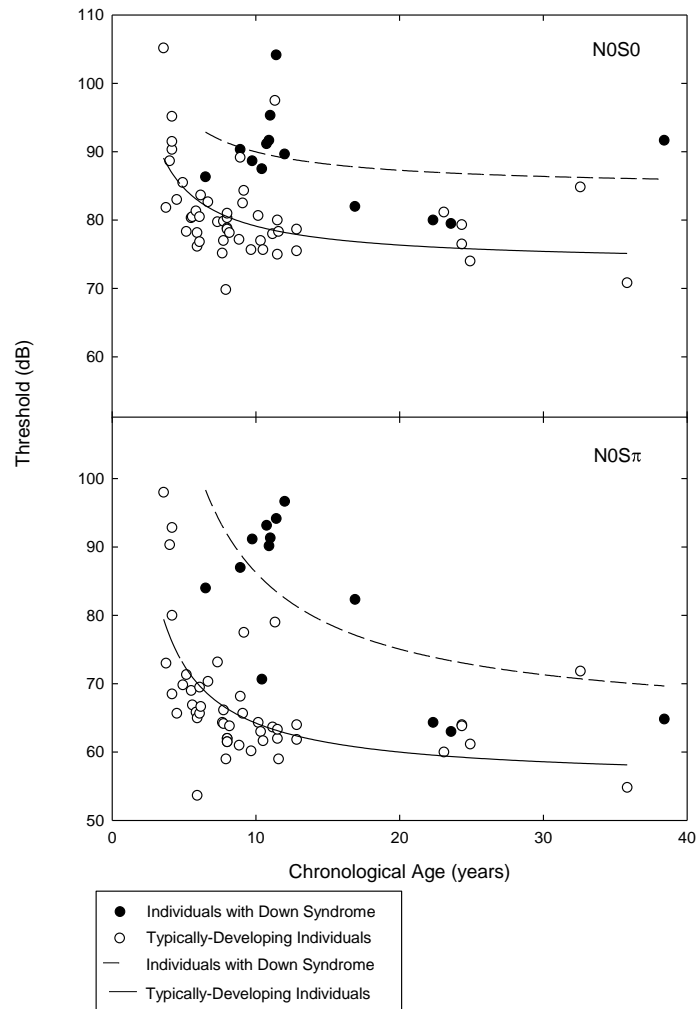 110
N0S0
100
90
80
70
60
Threshold (dB)
N0Sπ
100
90
80
70
60
50
0 10 20 30 40
Chronological Age (years)
Individuals with Down Syndrome
Typically-Developing Individuals
Individuals with Down Syndrome
Typically-Developing Individuals